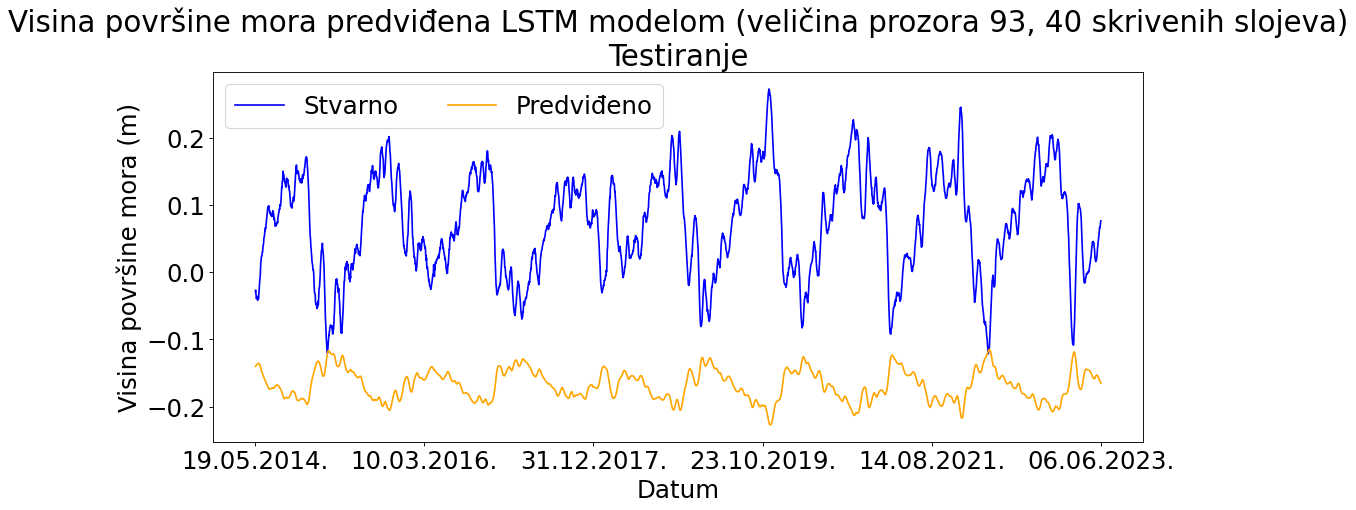 Visina površine mora predviđena LSTM modelom (veličina prozora 93, 40 skrivenih slojeva)
Testiranje
Stvarno Predviđeno
Visina površine mora (m)
0.2
0.1
0.0
−0.1
−0.2
19.05.2014. 10.03.2016. 31.12.2017. 23.10.2019. 14.08.2021. 06.06.2023.
Datum